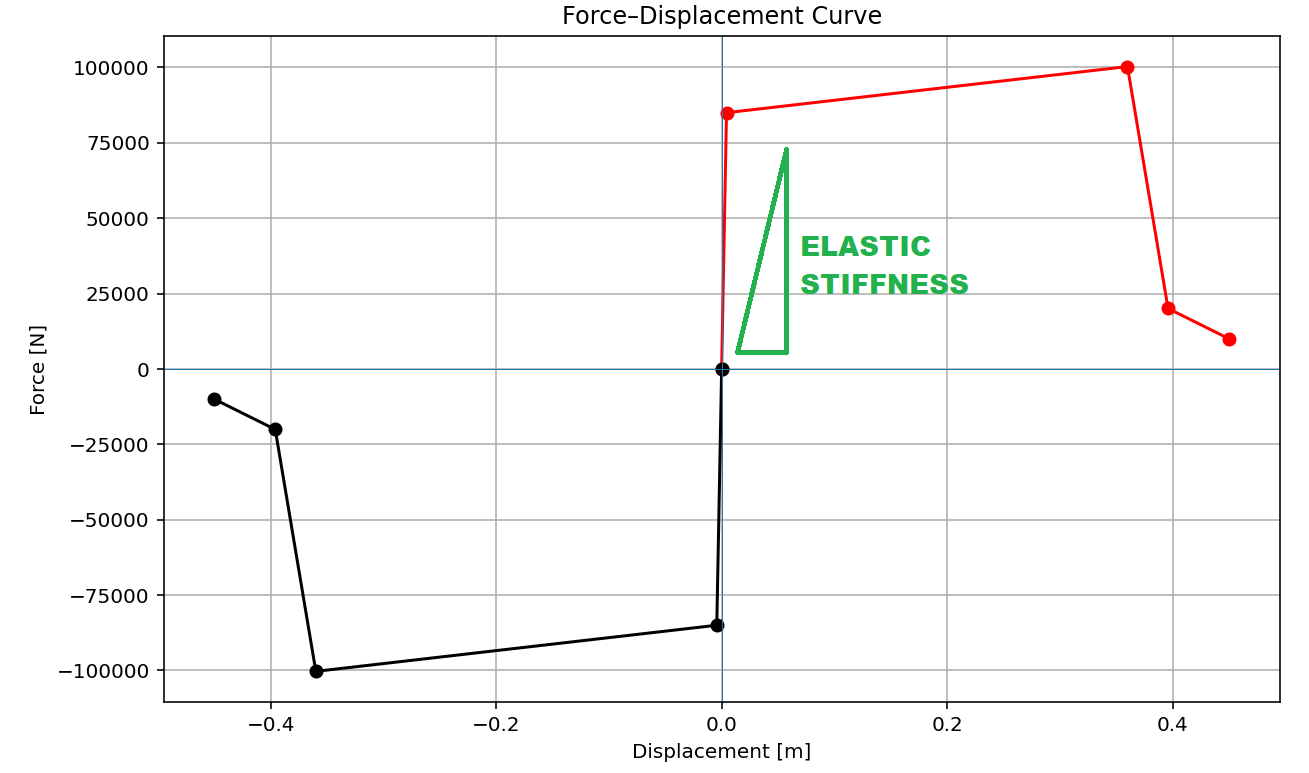 Force–Displacement Curve
100000
75000
50000
25000
0
−25000
−50000
−75000
−100000
Force [N]
ELASTIC
STIFFNESS
−0.4
−0.2
0.0
0.2
0.4
Displacement [m]